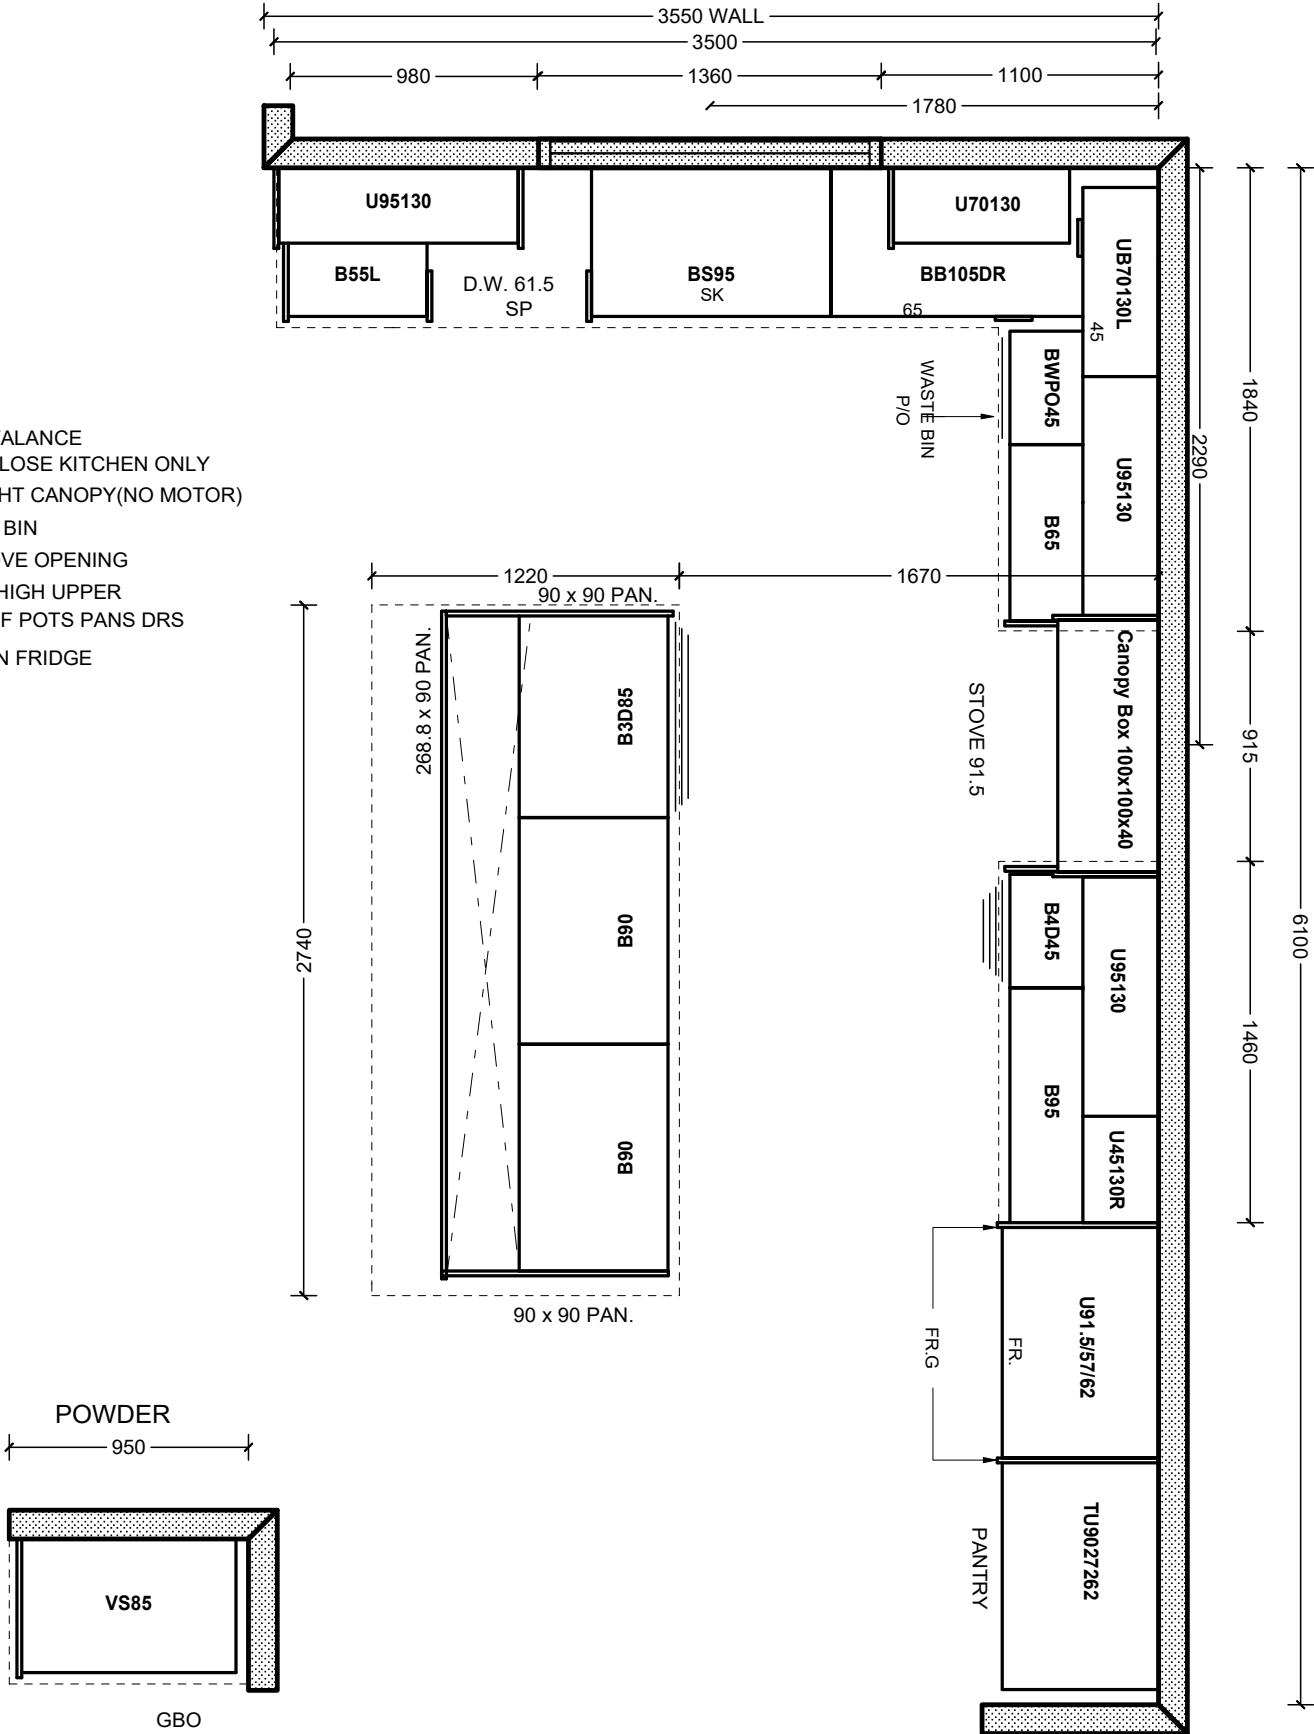 3550 WALL
3500
980
1360
1100
1780
U95130
U70130
B55L
D.W. 61.5
SP
BS95
SK
BB105DR
65
UB70130L
45
BWPO45
WASTE BIN
P/O
U95130
B65
1840
2290
ALANCE
LOSE KITCHEN ONLY
HT CANOPY(NO MOTOR)
BIN
VE OPENING
HIGH UPPER
F POTS PANS DRS
N FRIDGE
1220
1670
90 x 90 PAN.
268.8 x 90 PAN.
B3D85
B90
B90
2740
90 x 90 PAN.
STOVE 91.5
Canopy Box 100x100x40
915
6100
B4D45
U95130
B95
U45130R
1460
FR.G
FR.
U91.5/57/62
PANTRY
TU9027262
POWDER
950
VS85
GBO